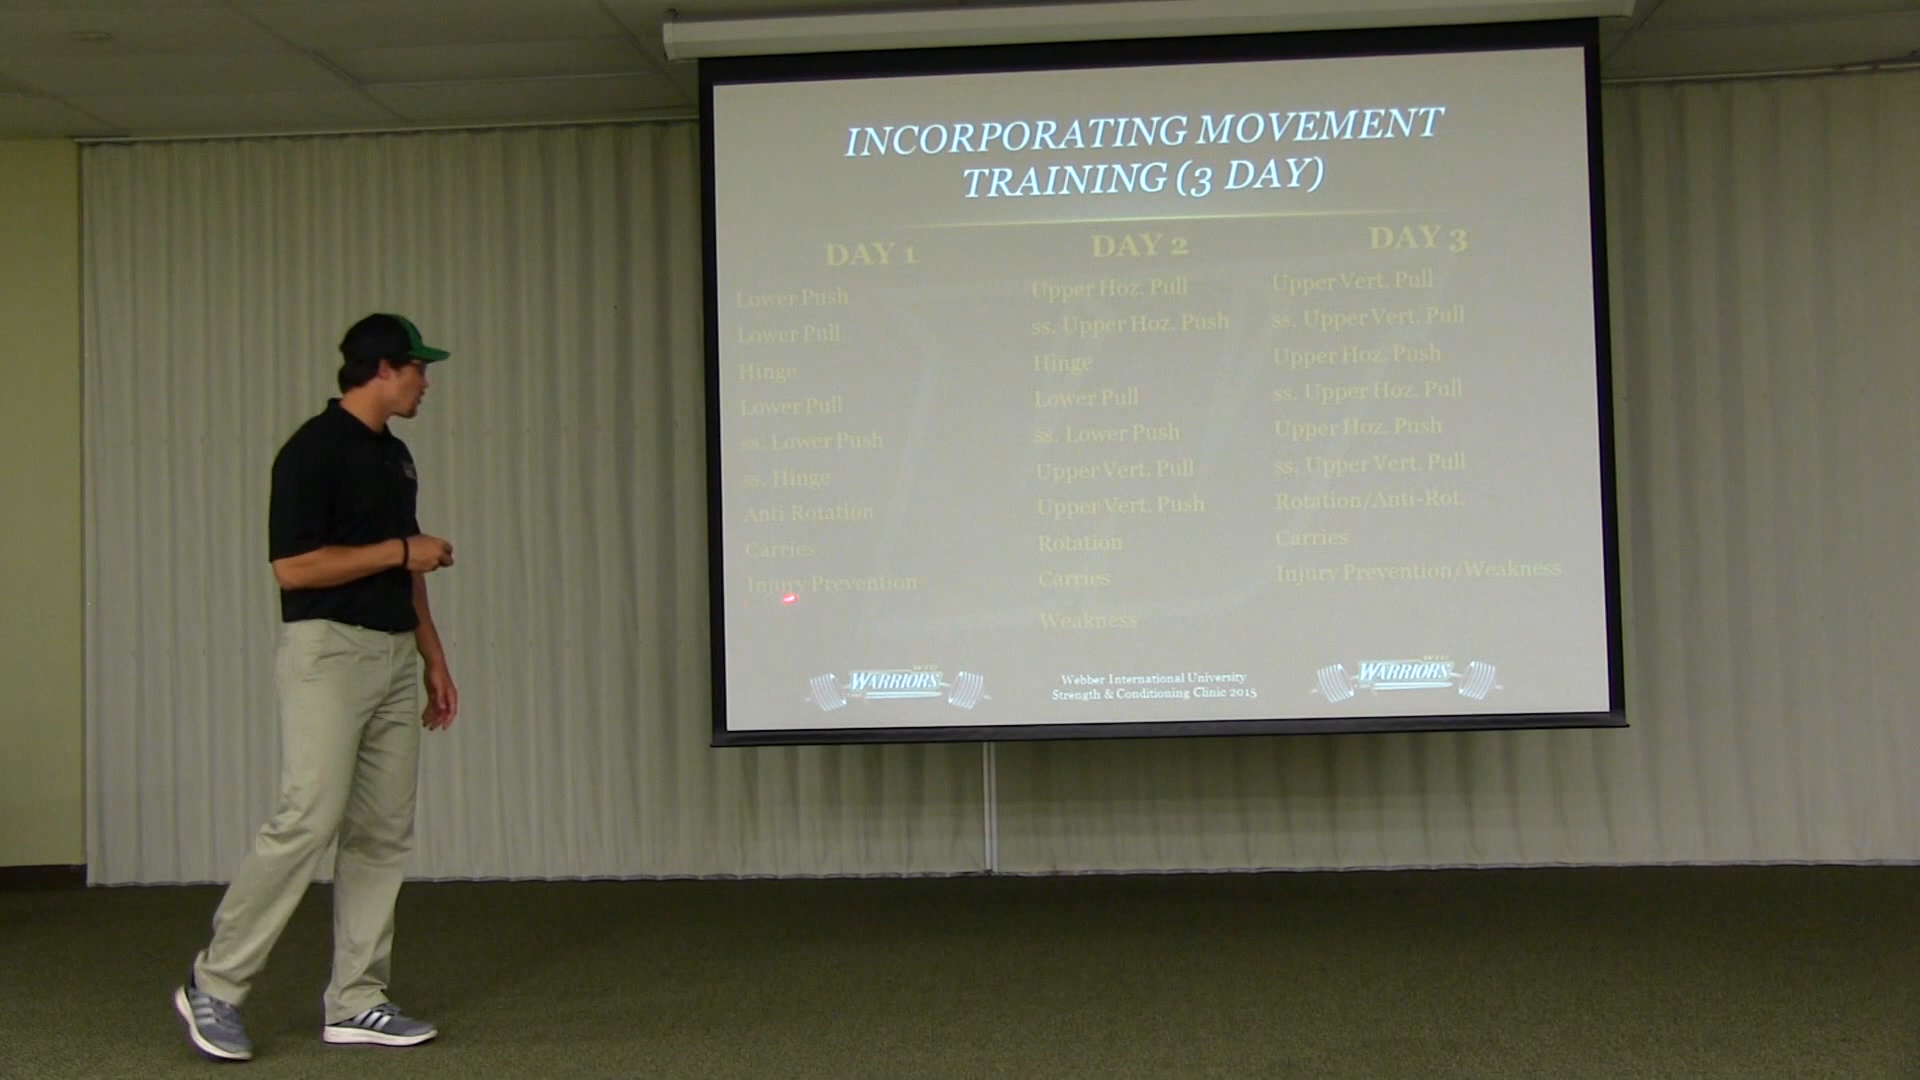 INCORPORATING MOVEMENT
TRAINING (3 DAY)
DAY 1
Lower Push
Lower Pull
Hinge
Lower Pull
ss. Lower Push
ss. Hinge
Anti Rotation
Carries
Injury Prevention
DAY 2
Upper Hoz. Pull
ss. Upper Hoz. Push
Hinge
Lower Pull
ss. Lower Push
Upper Vert. Pull
Upper Vert. Push
Rotation
Carries
Weakness
DAY 3
Upper Vert. Pull
ss. Upper Vert. Pull
Upper Hoz. Push
ss. Upper Hoz. Pull
Upper Hoz. Push
ss. Upper Vert. Pull
Rotation/Anti-Rot.
Carries
Injury Prevention/Weakness
WIU
WARRIORS
Webber International University
Strength & Conditioning Clinic 2015
WIU
WARRIORS